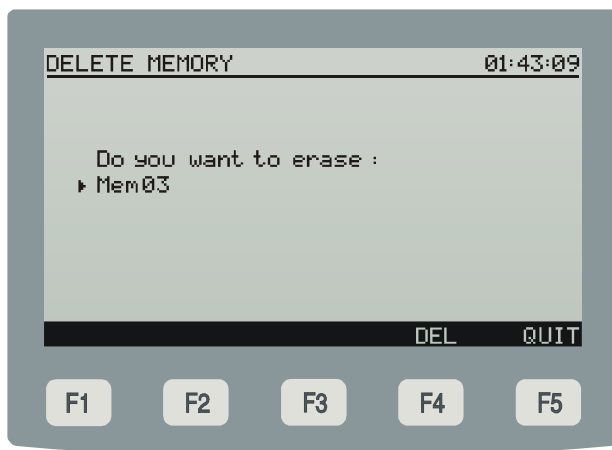 DELETE MEMORY 01:43:09
Do you want to erase :
Mem03
DEL QUIT
F1 F2 F3 F4 F5